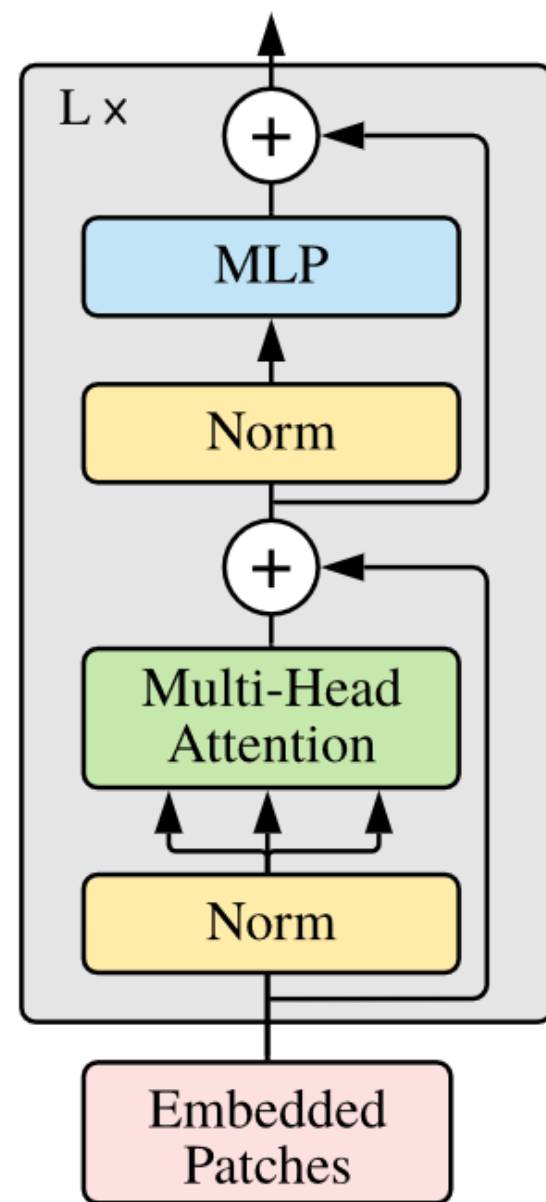 L ×
+
MLP
Norm
+
Multi-Head
Attention
Norm
Embedded
Patches